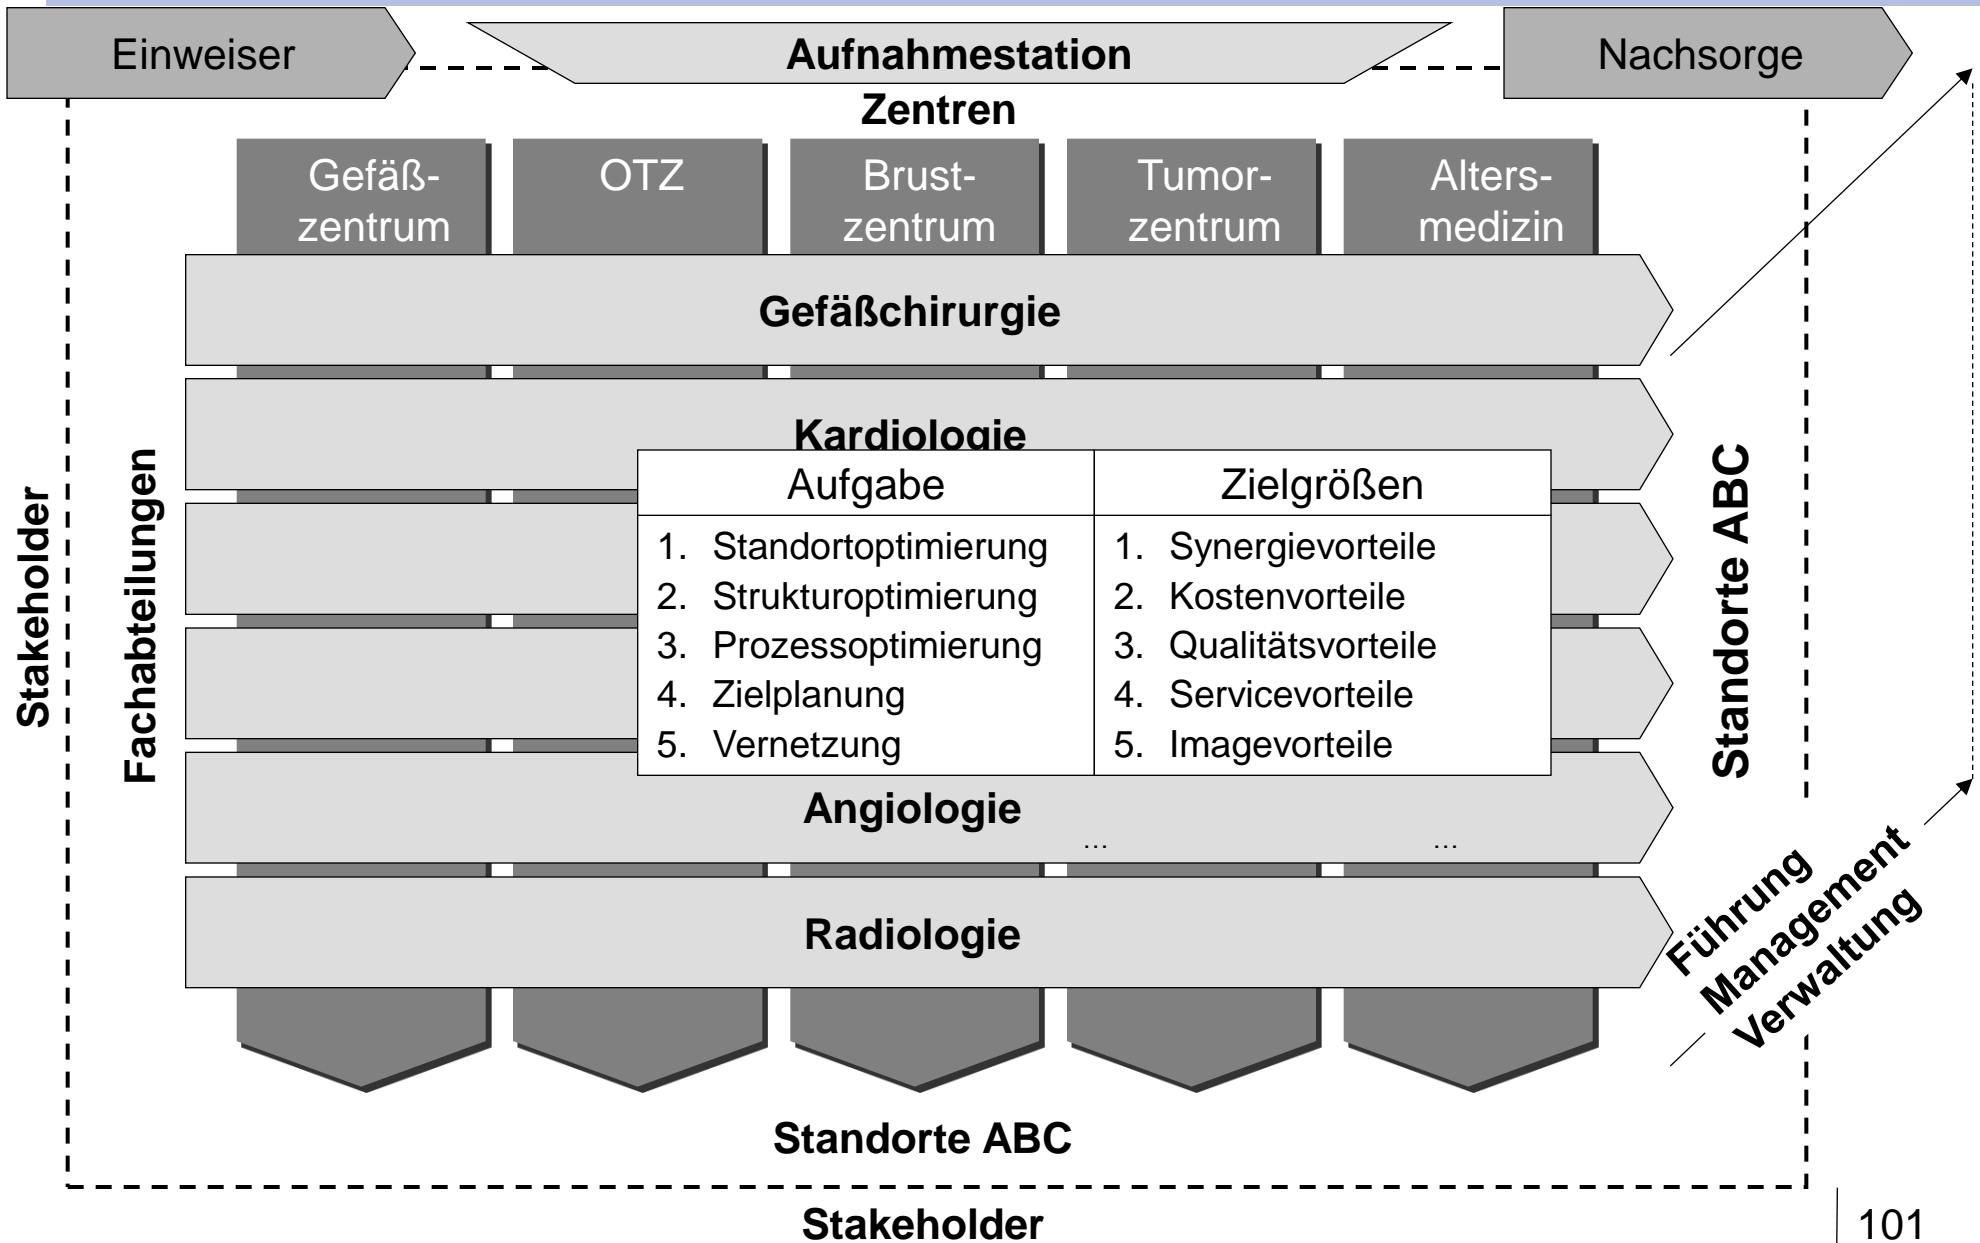 Einweiser
Aufnahmestation
Nachsorge
Zentren
Gefäß-
zentrum
OTZ
Brust-
zentrum
Tumor-
zentrum
Alters-
medizin
Stakeholder
Fachabteilungen
Gefäßchirurgie
Kardiologie
Aufgabe
1. Standortoptimierung
2. Strukturoptimierung
3. Prozessoptimierung
4. Zielplanung
5. Vernetzung
Zielgrößen
1. Synergievorteile
2. Kostenvorteile
3. Qualitätsvorteile
4. Servicevorteile
5. Imagevorteile
Angiologie
... ...
Radiologie
Standorte ABC
Führung
Management
Verwaltung
Standorte ABC
Stakeholder
101